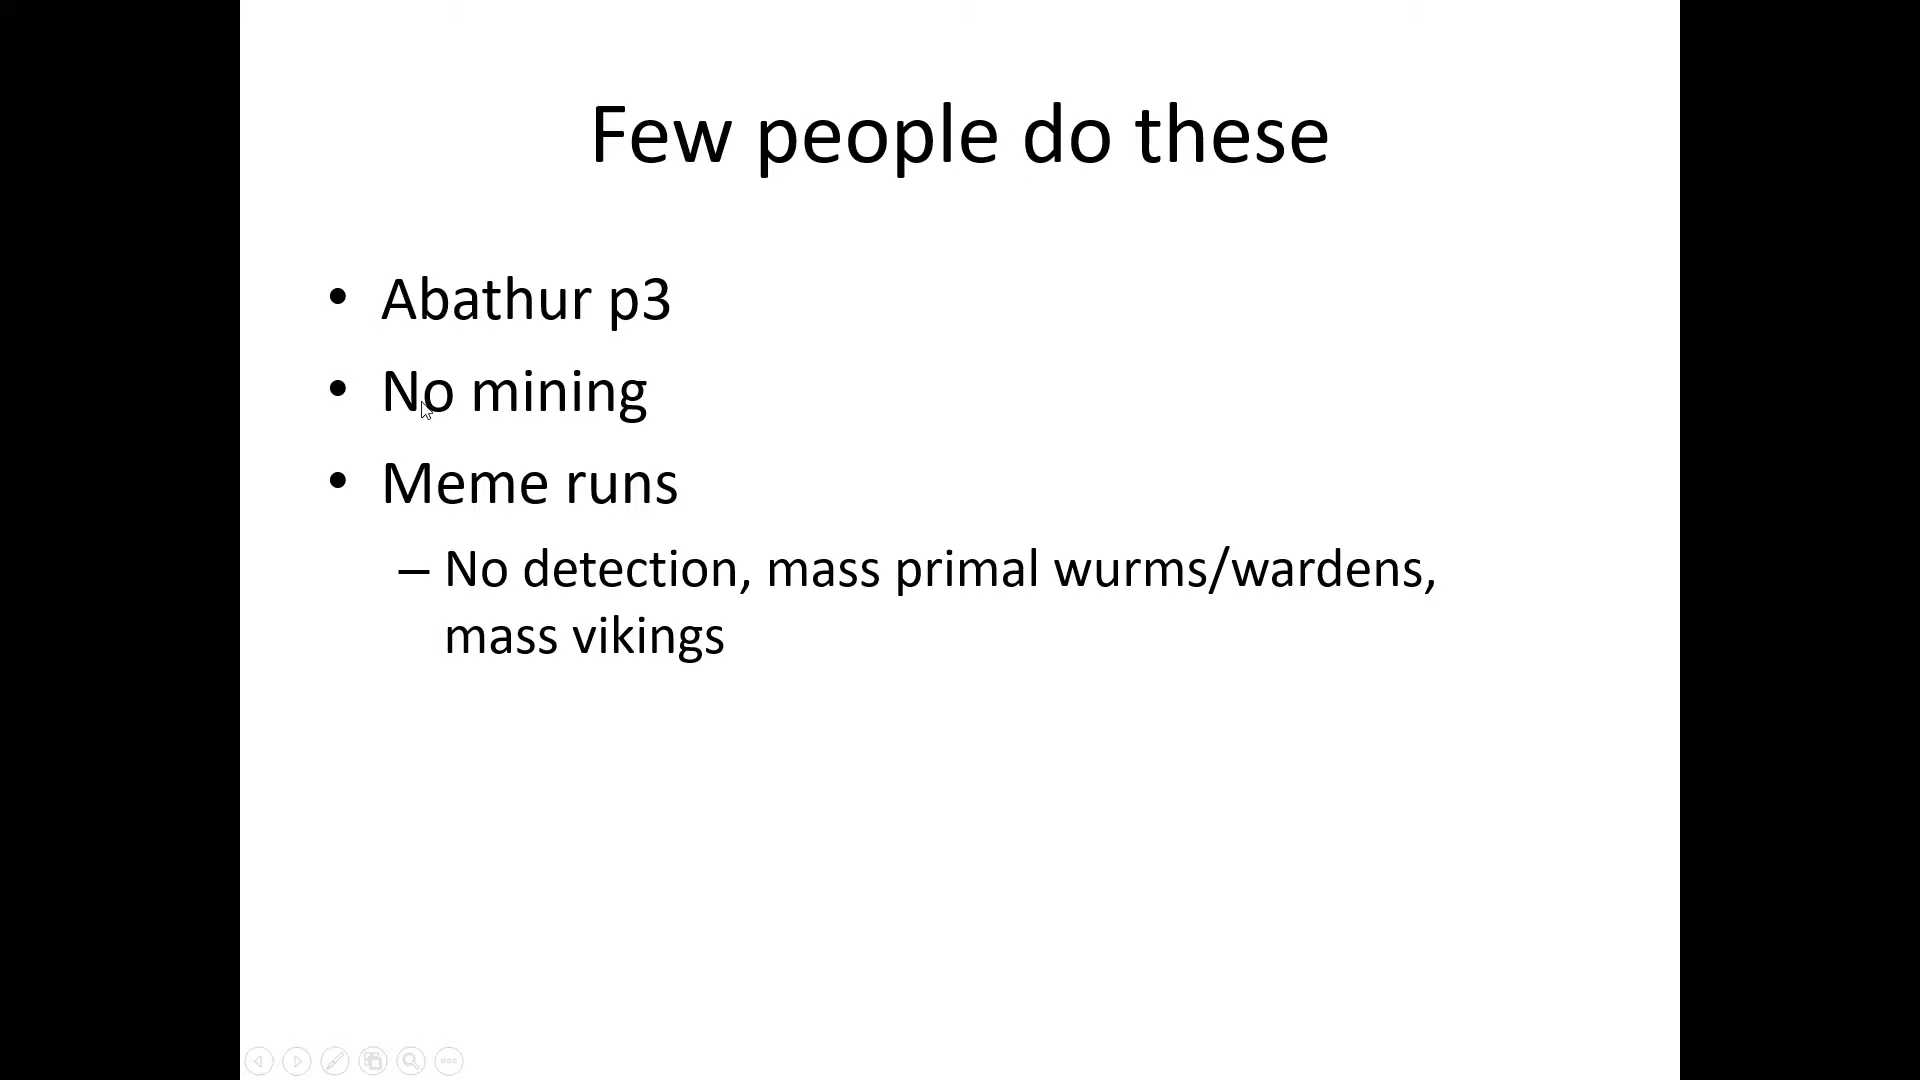 Few people do these
• Abathur p3
• No mining
• Meme runs
– No detection, mass primal wurms/wardens,
mass vikings